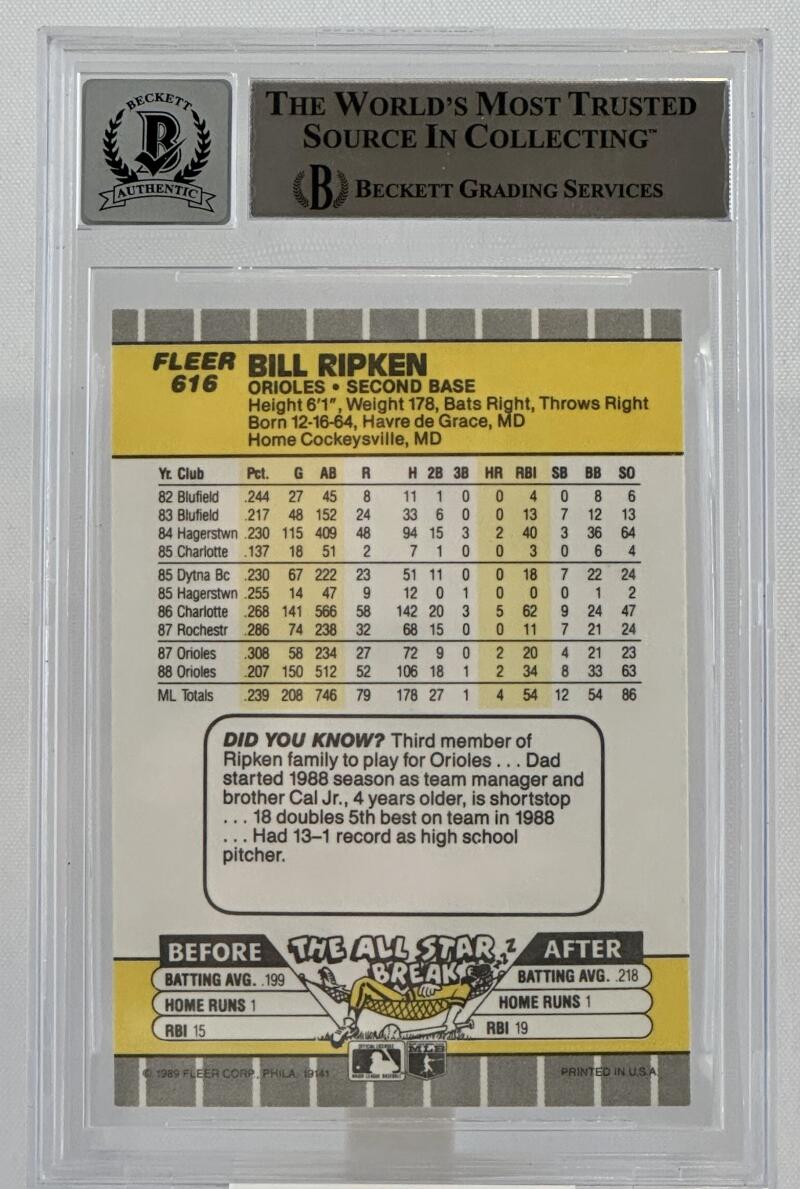 BECKETT
B
AUTHENTIC
THE WORLD'S MOST TRUSTED
SOURCE IN COLLECTING™
B BECKETT GRADING SERVICES
FLEER BILL RIPKEN
616 ORIOLES • SECOND BASE
Height 6'1", Weight 178, Bats Right, Throws Right
Born 12-16-64, Havre de Grace, MD
Home Cockeysville, MD
Yr. Club Pct. G AB R H 2B 3B HR RBI SB BB SO
82 Blufield .244 27 45 8 11 1 0 0 4 0 8 6
83 Blufield .217 48 152 24 33 6 0 0 13 7 12 13
84 Hagerstwn .230 115 409 48 94 15 3 2 40 3 36 64
85 Charlotte .137 18 51 2 7 1 0 0 3 0 6 4
85 Dytna Bc .230 67 222 23 51 11 0 0 18 7 22 24
85 Hagerstwn .255 14 47 9 12 0 1 0 0 0 1 2
86 Charlotte .268 141 566 58 142 20 3 5 62 9 24 47
87 Rochestr .286 74 238 32 68 15 0 0 11 7 21 24
87 Orioles .308 58 234 27 72 9 0 2 20 4 21 23
88 Orioles .207 150 512 52 106 18 1 2 34 8 33 63
ML Totals .239 208 746 79 178 27 1 4 54 12 54 86
DID YOU KNOW? Third member of
Ripken family to play for Orioles . . . Dad
started 1988 season as team manager and
brother Cal Jr., 4 years older, is shortstop
. . . 18 doubles 5th best on team in 1988
. . . Had 13–1 record as high school
pitcher.
BEFORE THE ALL STAR BREAK ZZZ AFTER
BATTING AVG. .199 BATTING AVG. .218
HOME RUNS 1 HOME RUNS 1
RBI 15 RBI 19
OFFICIAL LICENSEE
MAJOR LEAGUE BASEBALL
MLB
© 1989 FLEER CORP., PHILA. 19141 PRINTED IN U.S.A.